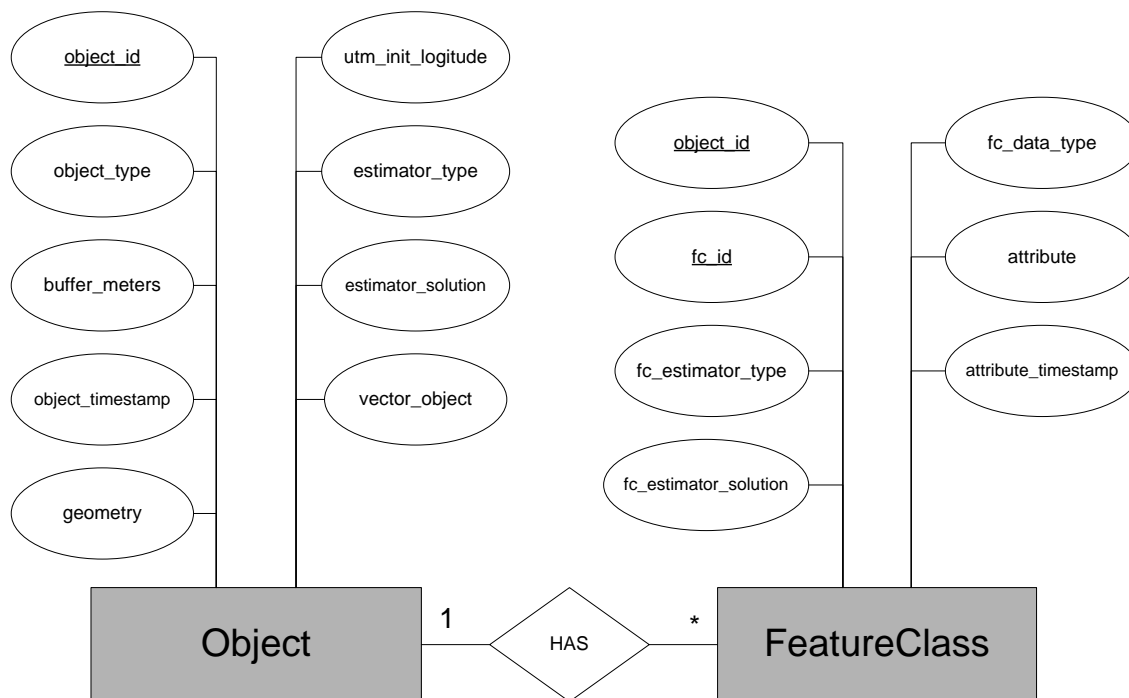 object_id
object_type
buffer_meters
object_timestamp
geometry
utm_init_logitude
estimator_type
estimator_solution
vector_object
object_id
fc_id
fc_estimator_type
fc_estimator_solution
fc_data_type
attribute
attribute_timestamp
Object
1
HAS
*
FeatureClass